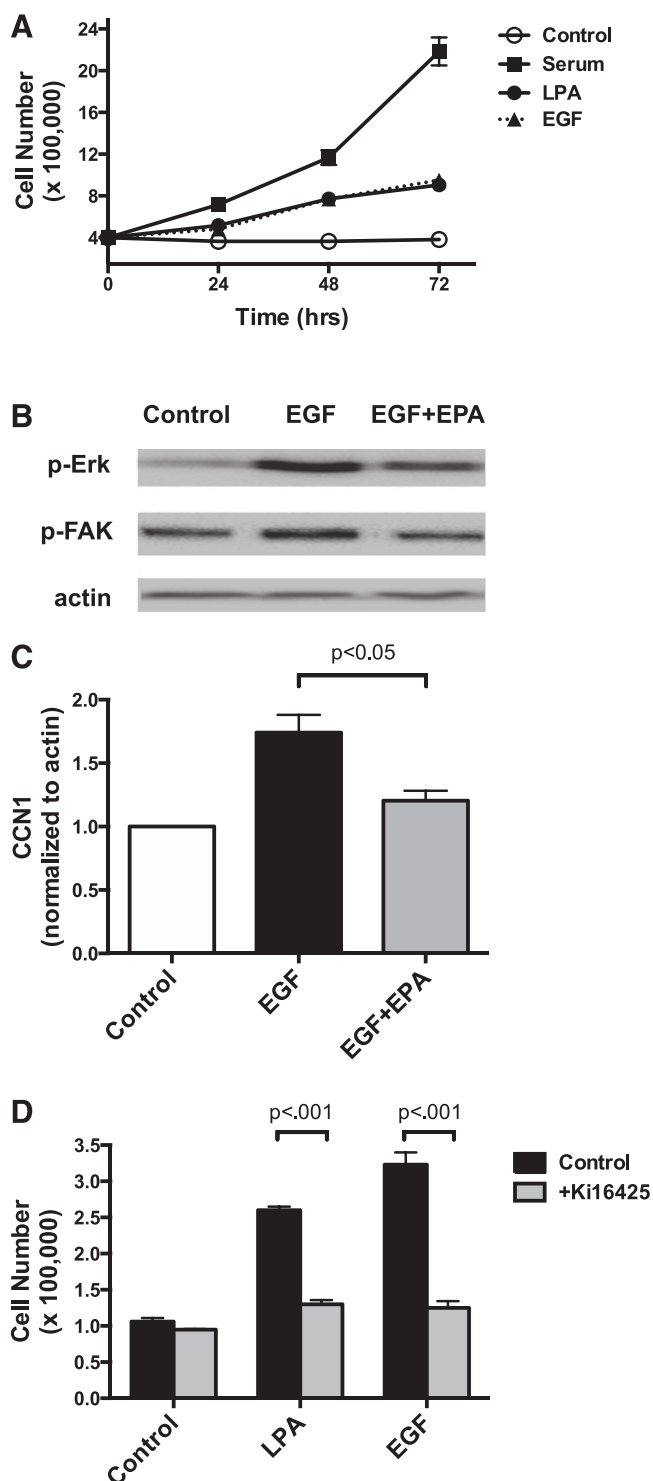 A
24
20
16
12
8
4
Cell Number
(x 100,000)
0 24 48 72
Time (hrs)
Control
Serum
LPA
EGF
B
Control EGF EGF+EPA
p-Erk
p-FAK
actin
C
p<0.05
2.0
1.5
1.0
0.5
0.0
CCN1
(normalized to actin)
Control
EGF
EGF+EPA
D
p<.001 p<.001
3.5
3.0
2.5
2.0
1.5
1.0
0.5
0.0
Cell Number
(x 100,000)
Control
LPA
EGF
Control
+Ki16425